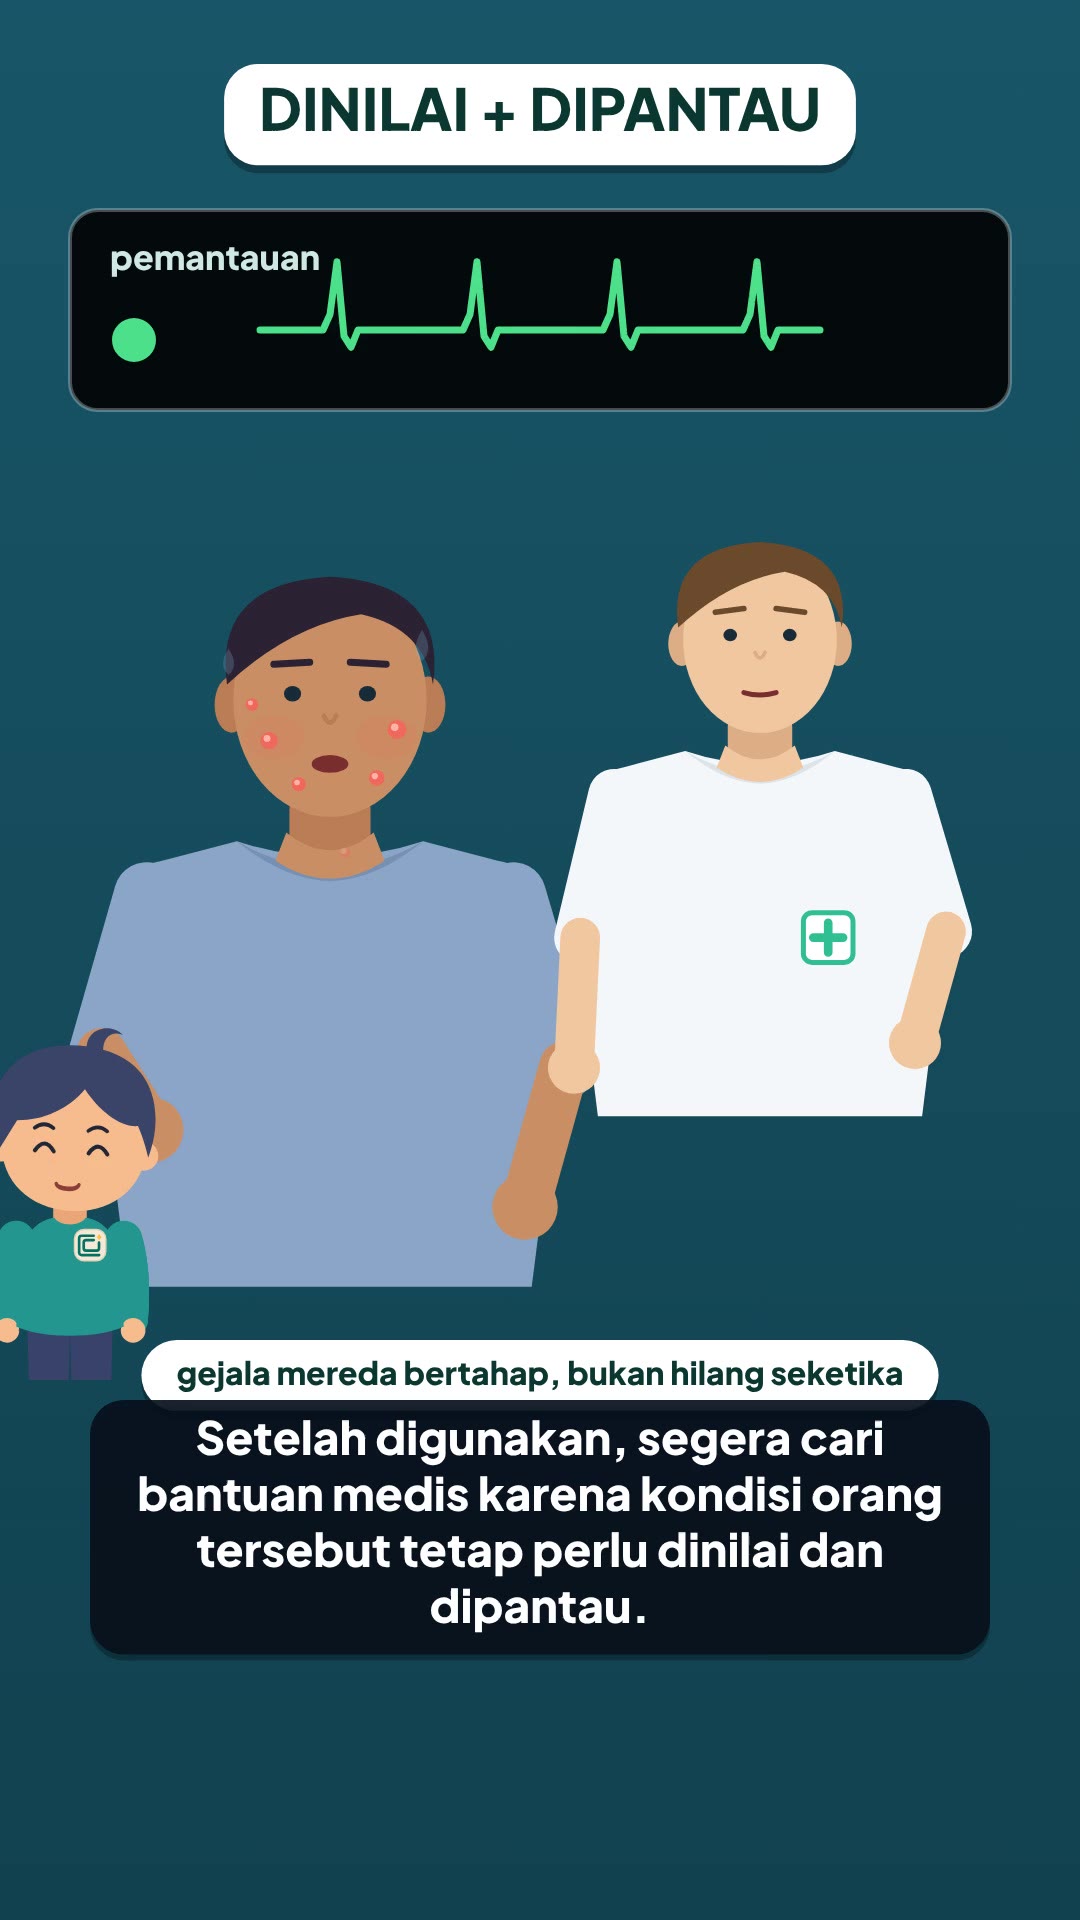 DINILAI + DIPANTAU
pemantauan
gejala mereda bertahap, bukan hilang seketika
Setelah digunakan, segera cari
bantuan medis karena kondisi orang
tersebut tetap perlu dinilai dan
dipantau.